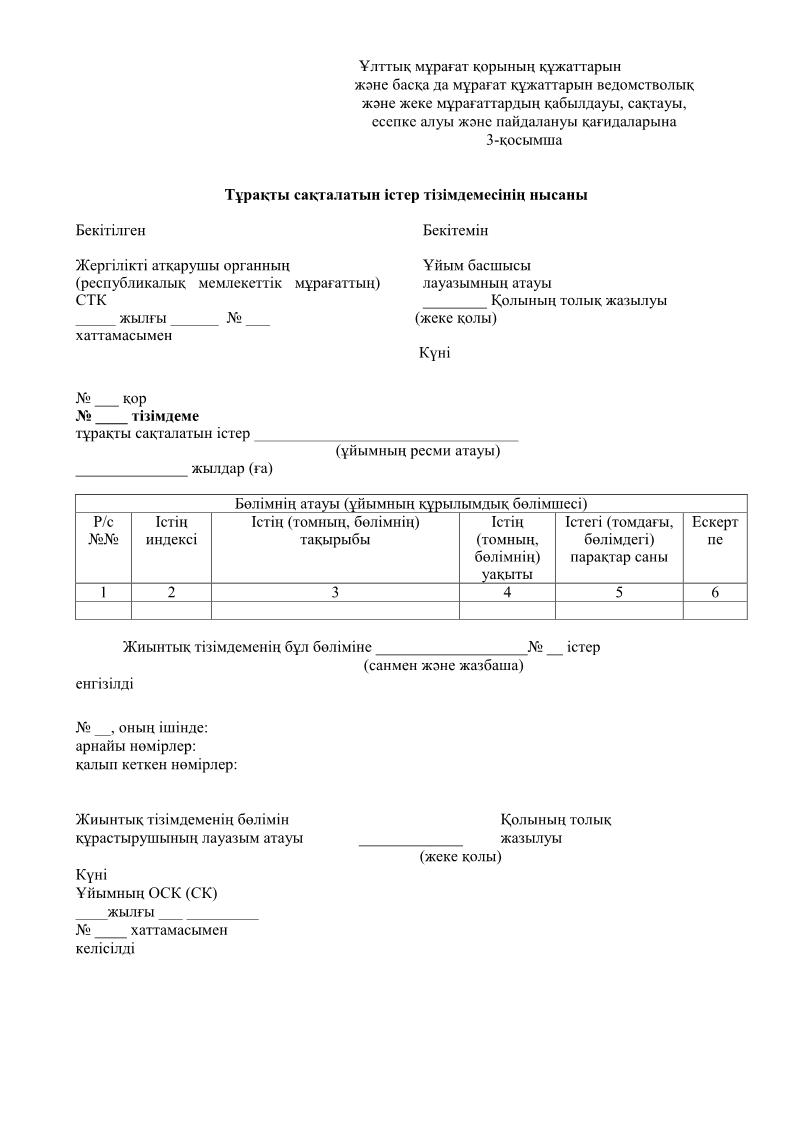 Ұлттық мұрағат қорының құжаттарын
және басқа да мұрағат құжаттарын ведомстволық
және жеке мұрағаттардың қабылдауы, сақтауы,
есепке алуы және пайдалануы қағидаларына
3-қосымша
Тұрақты сақталатын істер тізімдемесінің нысаны
Бекітілген Бекітемін
Жергілікті атқарушы органның Ұйым басшысы
(республикалық мемлекеттік мұрағаттың) лауазымның атауы
СТК ________ Қолының толық жазылуы
_____ жылғы ______ № ___ (жеке қолы)
хаттамасымен
Күні
№ ___ қор
№ ____ тізімдеме
тұрақты сақталатын істер _________________________________
(ұйымның ресми атауы)
______________ жылдар (ға)
Бөлімнің атауы (ұйымның құрылымдық бөлімшесі)
Р/с Істің Істің (томның, бөлімнің) Істің Істегі (томдағы, Ескерт
№№ индексі тақырыбы (томның, бөлімдегі) пе
бөлімнің) парақтар саны
уақыты
1 2 3 4 5 6
Жиынтық тізімдеменің бұл бөліміне ___________________№ __ істер
(санмен және жазбаша)
енгізілді
№ __, оның ішінде:
арнайы нөмірлер:
қалып кеткен нөмірлер:
Жиынтық тізімдеменің бөлімін Қолының толық
құрастырушының лауазым атауы _____________ жазылуы
(жеке қолы)
Күні
Ұйымның ОСК (СК)
____жылғы ___ _________
№ ____ хаттамасымен
келісілді